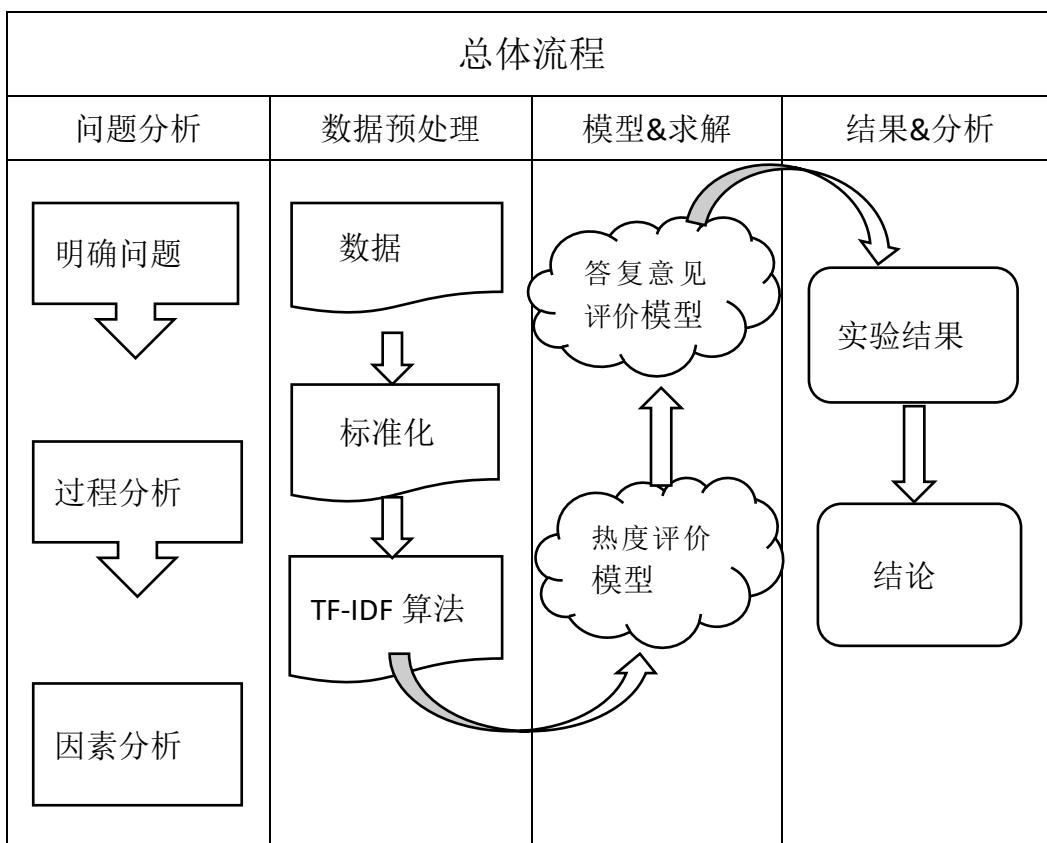 总体流程
问题分析
数据预处理
模型&求解
结果&分析
明确问题
过程分析
因素分析
数据
标准化
TF-IDF 算法
答复意见
评价模型
热度评价
模型
实验结果
结论